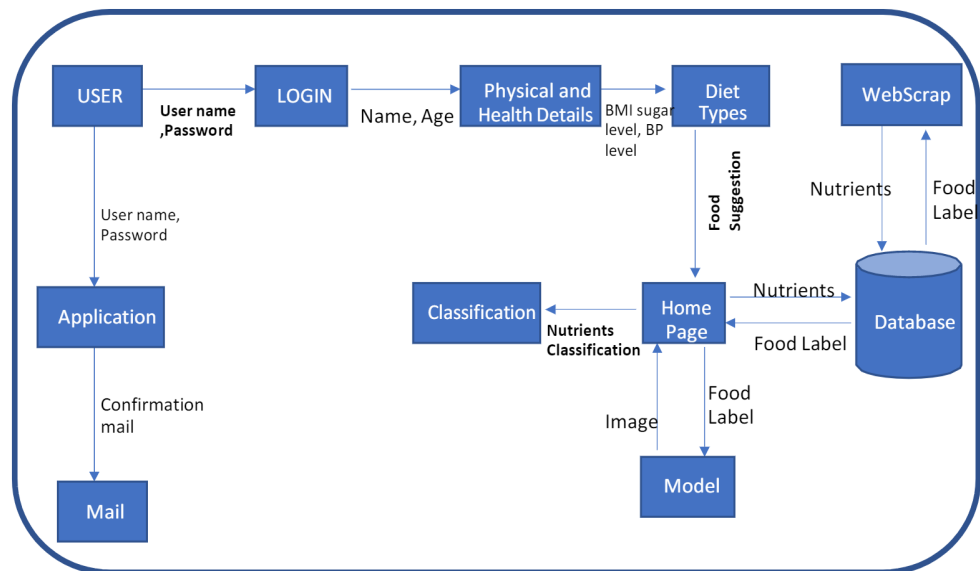 USER
User name
,Password
LOGIN
Name, Age
Physical and
Health Details
BMI sugar
level, BP
level
Diet
Types
WebScrap
Nutrients
Food
Label
Food
Suggestion
User name,
Password
Application
Classification
Nutrients
Classification
Home
Page
Nutrients
Food Label
Database
Confirmation
mail
Image
Food
Label
Mail
Model